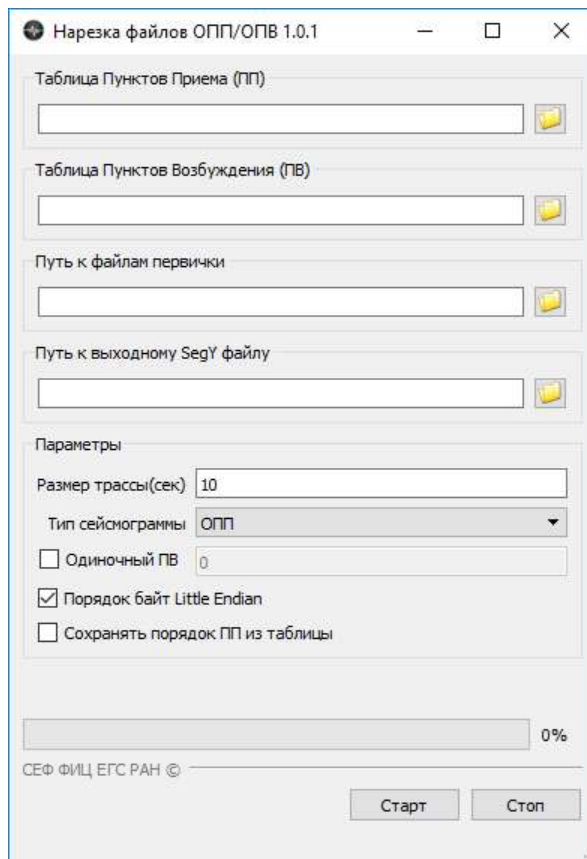 Нарезка файлов ОПП/ОПВ 1.0.1
Таблица Пунктов Приема (ПП)
Таблица Пунктов Возбуждения (ПВ)
Путь к файлам первички
Путь к выходному SegY файлу
Параметры
Размер трассы(сек) 10
Тип сейсмограммы ОПП
Одиночный ПВ 0
Порядок байт Little Endian
Сохранять порядок ПП из таблицы
0%
СЕФ ФИЦ ЕГС РАН ©
Старт Стоп